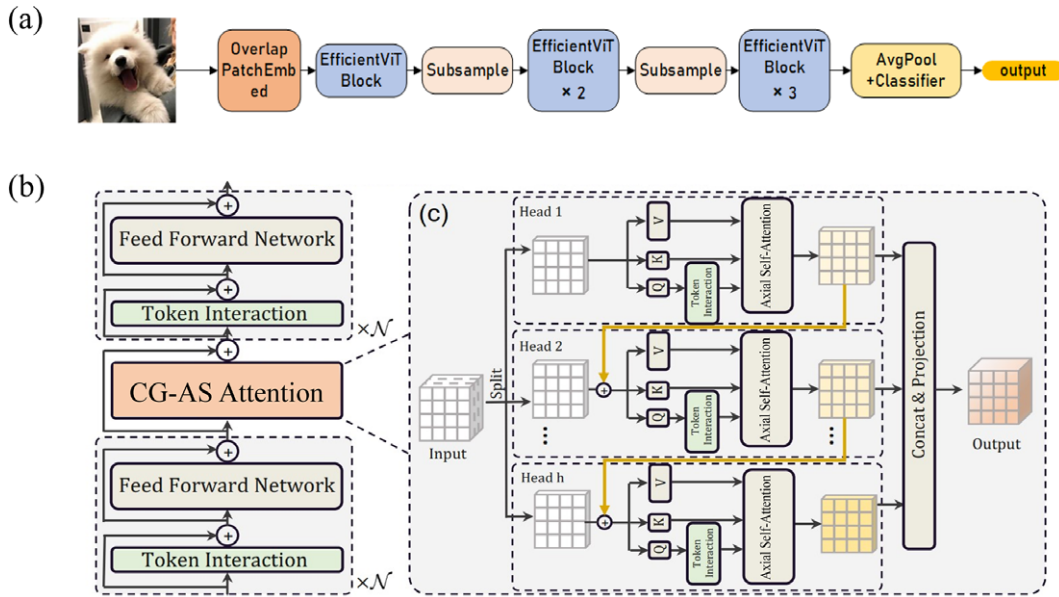 (a)
Overlap
PatchEmb
ed
EfficientViT
Block
Subsample
EfficientViT
Block
× 2
Subsample
EfficientViT
Block
× 3
AvgPool
+Classifier
output
(b)
Feed Forward Network
Token Interaction
×N
CG-AS Attention
Feed Forward Network
Token Interaction
×N
(c)
Input
Split
Head 1
V
K
Q
Token
Interaction
Axial Self-Attention
Head 2
V
K
Q
Token
Interaction
Axial Self-Attention
...
...
Head h
V
K
Q
Token
Interaction
Axial Self-Attention
Concat & Projection
Output